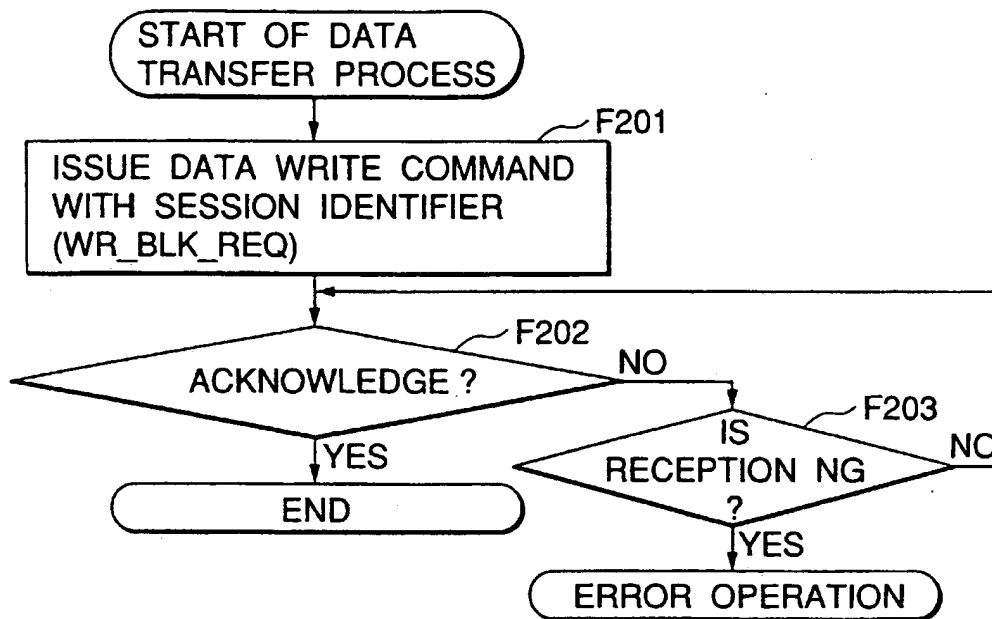 START OF DATA
TRANSFER PROCESS
F201
ISSUE DATA WRITE COMMAND
WITH SESSION IDENTIFIER
(WR_BLK_REQ)
F202
ACKNOWLEDGE ?
NO
YES
END
F203
IS
RECEPTION NG
?
NO
YES
ERROR OPERATION